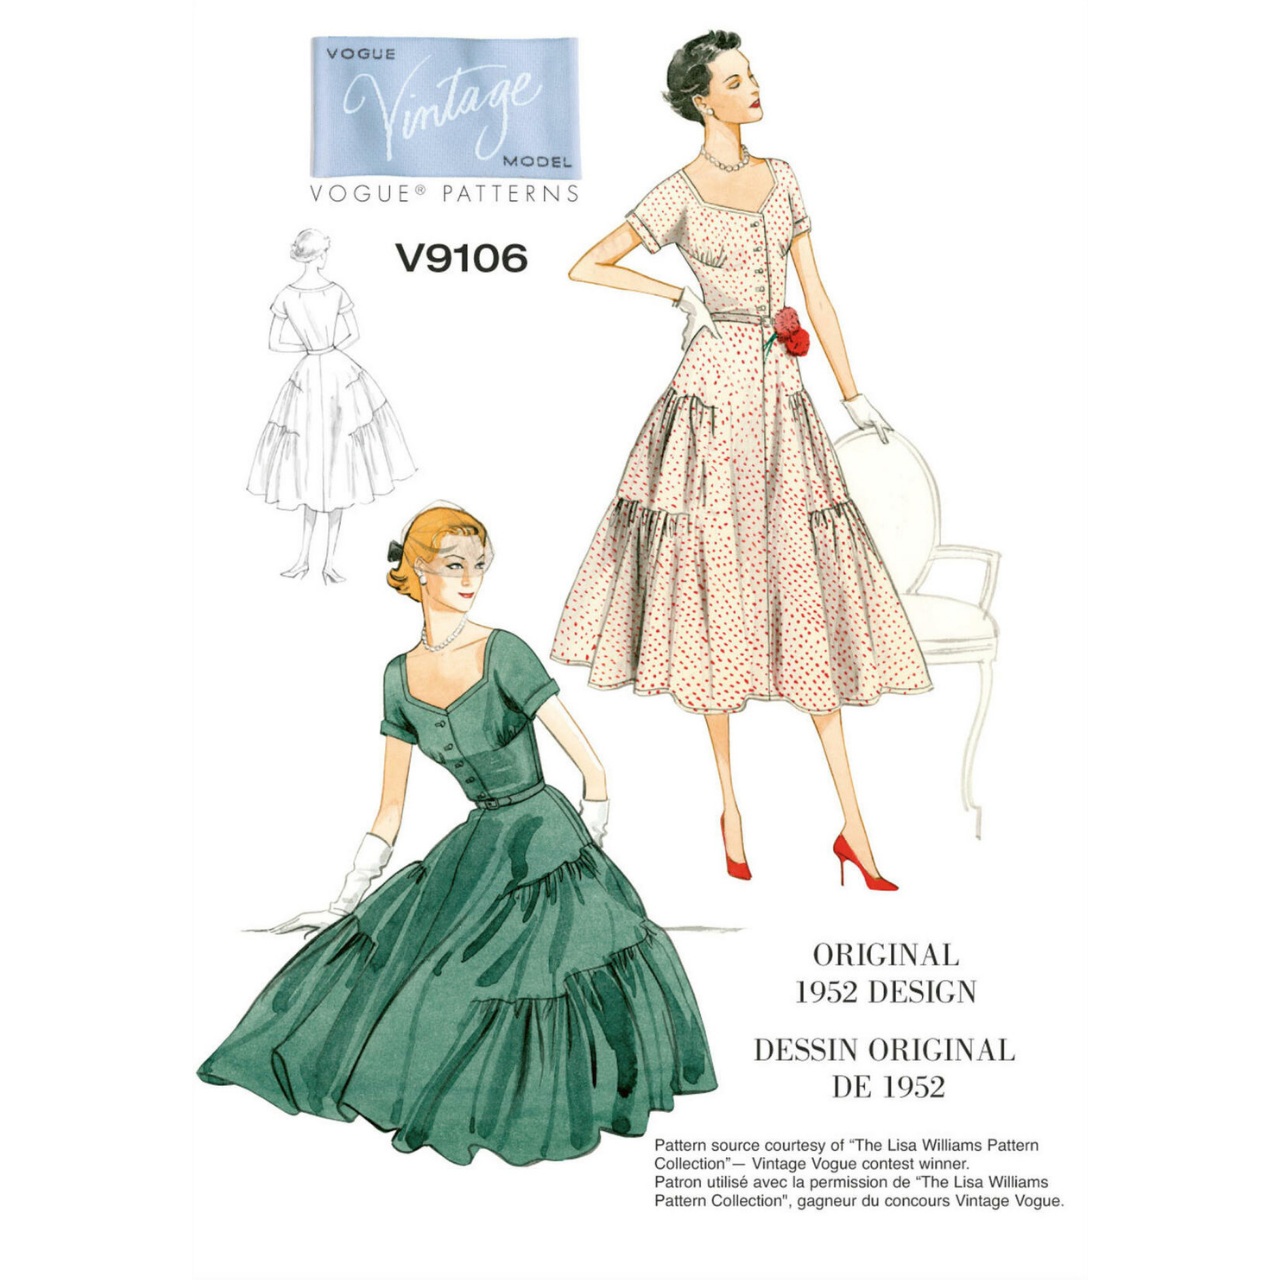 VOGUE
Vintage
MODEL
VOGUE® PATTERNS
V9106
ORIGINAL
1952 DESIGN
DESSIN ORIGINAL
DE 1952
Pattern source courtesy of “The Lisa Williams Pattern
Collection”— Vintage Vogue contest winner.
Patron utilisé avec la permission de “The Lisa Williams
Pattern Collection", gagneur du concours Vintage Vogue.